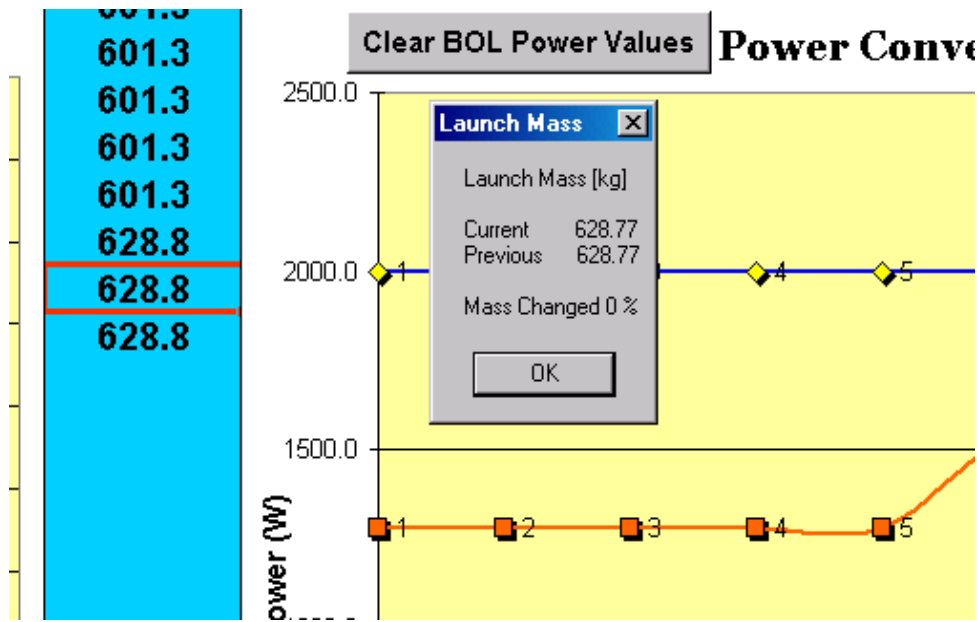 601.3
601.3
601.3
601.3
601.3
628.8
628.8
628.8
Clear BOL Power Values
Power Conve
2500.0
Launch Mass
Launch Mass [kg]
Current 628.77
Previous 628.77
Mass Changed 0 %
OK
2000.0
1
4
5
1500.0
1
2
3
4
5
ower (W)